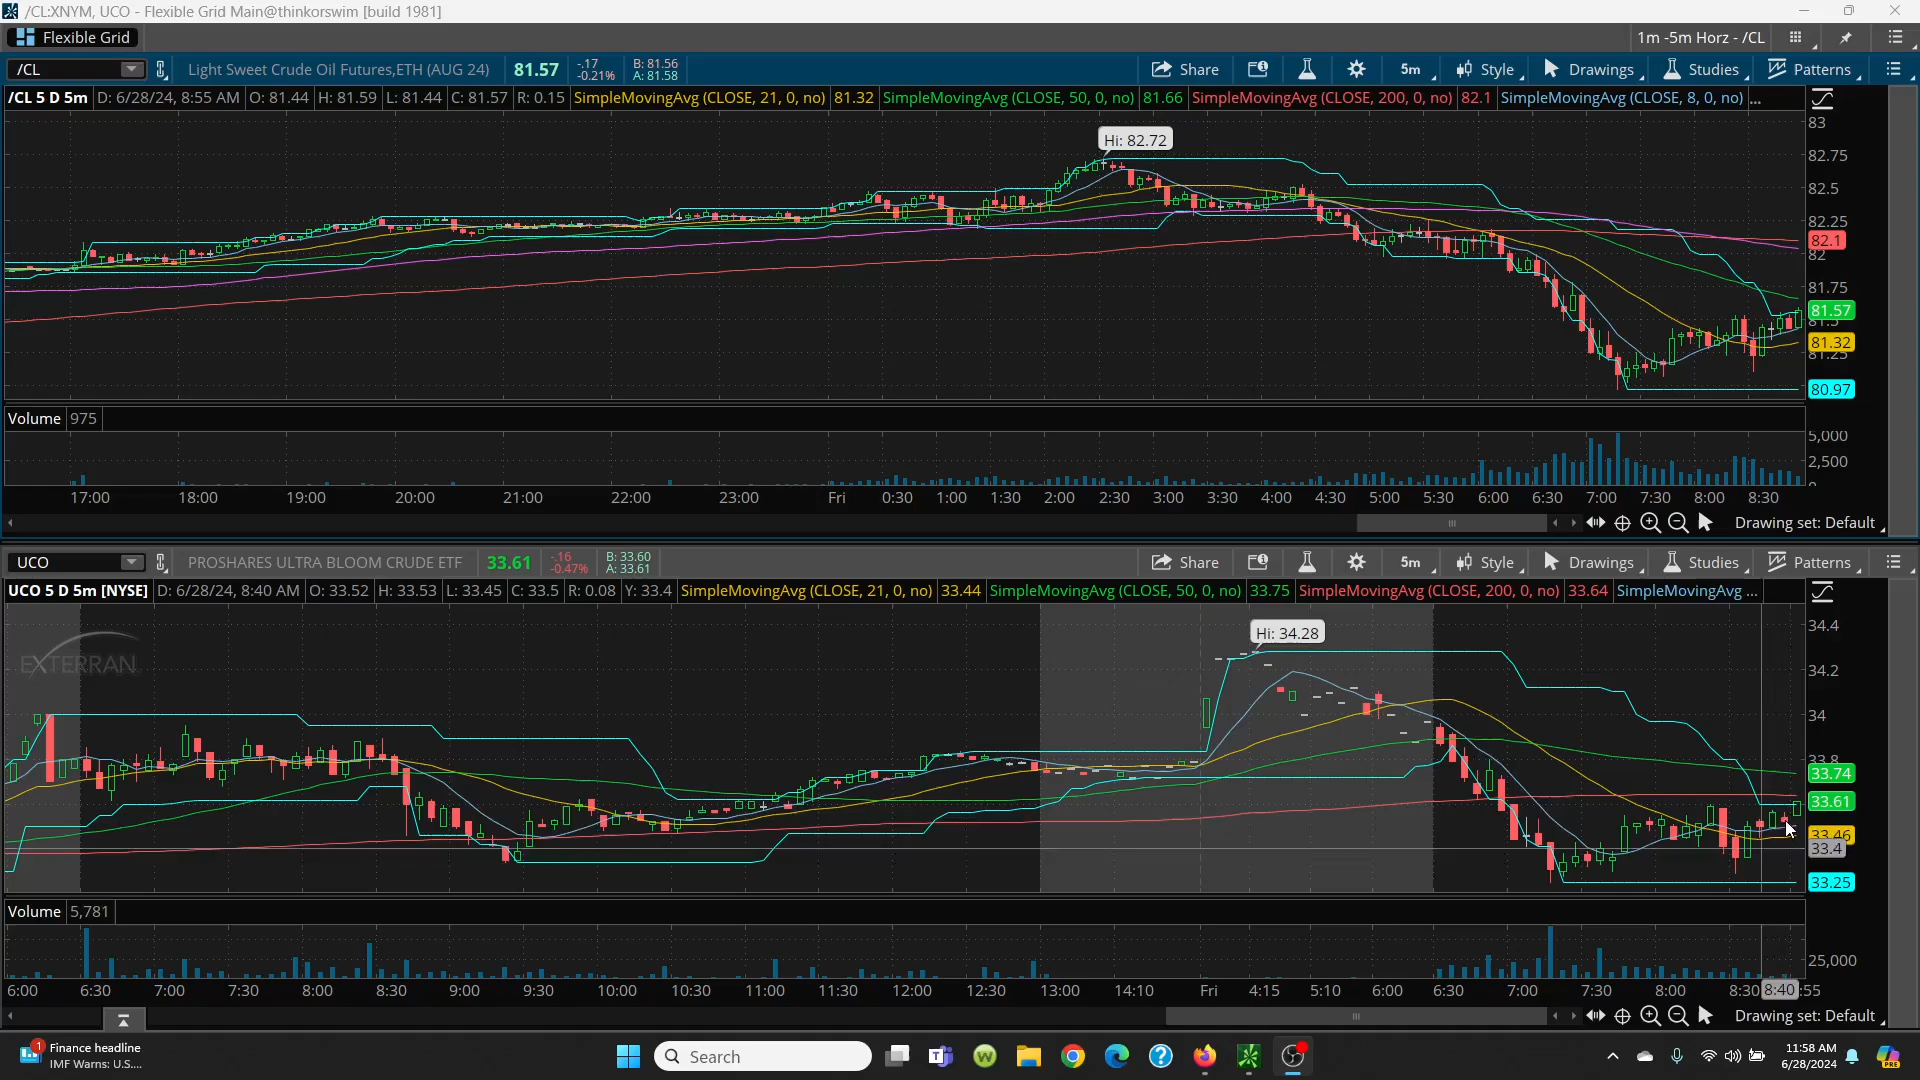 /CL:XNYM, UCO - Flexible Grid Main@thinkorswim [build 1981]
Flexible Grid
1m -5m Horz - /CL
/CL
Light Sweet Crude Oil Futures,ETH (AUG 24)
81.57
-.17
-0.21%
B: 81.56
A: 81.58
Share
5m
Style
Drawings
Studies
Patterns
/CL 5 D 5m D: 6/28/24, 8:55 AM O: 81.44 H: 81.59 L: 81.44 C: 81.57 R: 0.15 SimpleMovingAvg (CLOSE, 21, 0, no) 81.32 SimpleMovingAvg (CLOSE, 50, 0, no) 81.66 SimpleMovingAvg (CLOSE, 200, 0, no) 82.1 SimpleMovingAvg (CLOSE, 8, 0, no) ...
83
Hi: 82.72
82.75
82.5
82.25
82.1
82
81.75
81.57
81.5
81.32
81.25
80.97
Volume 975
5,000
2,500
17:00 18:00 19:00 20:00 21:00 22:00 23:00 Fri 0:30 1:00 1:30 2:00 2:30 3:00 3:30 4:00 4:30 5:00 5:30 6:00 6:30 7:00 7:30 8:00 8:30
Drawing set: Default
UCO
PROSHARES ULTRA BLOOM CRUDE ETF
33.61
-.16
-0.47%
B: 33.60
A: 33.61
Share
5m
Style
Drawings
Studies
Patterns
UCO 5 D 5m [NYSE] D: 6/28/24, 8:40 AM O: 33.52 H: 33.53 L: 33.45 C: 33.5 R: 0.08 Y: 33.4 SimpleMovingAvg (CLOSE, 21, 0, no) 33.44 SimpleMovingAvg (CLOSE, 50, 0, no) 33.75 SimpleMovingAvg (CLOSE, 200, 0, no) 33.64 SimpleMovingAvg ...
34.4
Hi: 34.28
EXTERRAN
34.2
34
33.8
33.74
33.61
33.46
33.4
33.25
Volume 5,781
25,000
6:00 6:30 7:00 7:30 8:00 8:30 9:00 9:30 10:00 10:30 11:00 11:30 12:00 12:30 13:00 14:10 Fri 4:15 5:10 6:00 6:30 7:00 7:30 8:00 8:30 8:40 :55
Drawing set: Default
1
Finance headline
IMF Warns: U.S....
Search
11:58 AM
6/28/2024
PRE